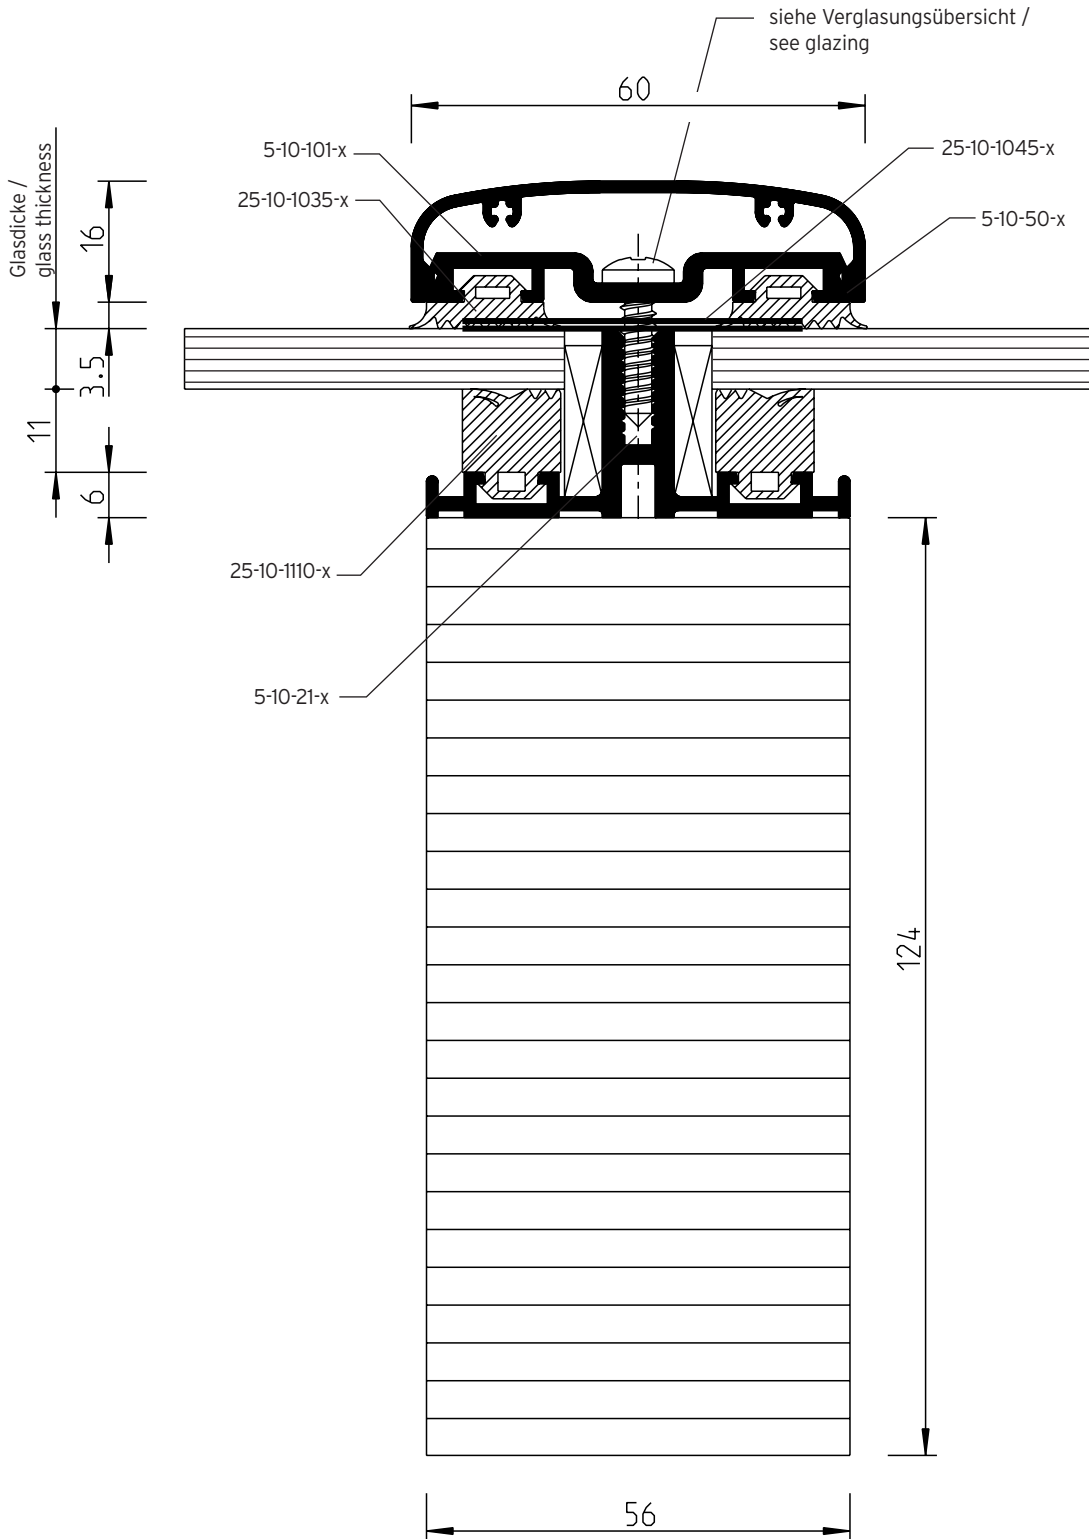 siehe Verglasungsübersicht /
see glazing
60
5-10-101-x
25-10-1045-x
25-10-1035-x
5-10-50-x
Glasdicke /
glass thickness
16
3.5
11
6
25-10-1110-x
5-10-21-x
124
56